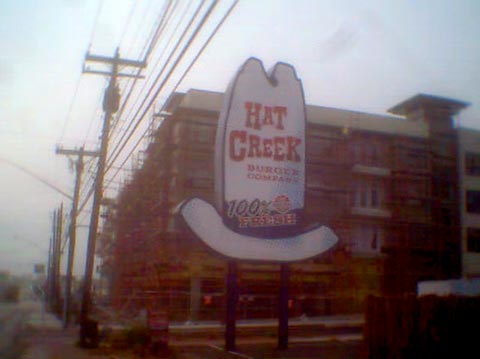 HAT
CREEK
BURGER
COMPANY
100%
FRESH